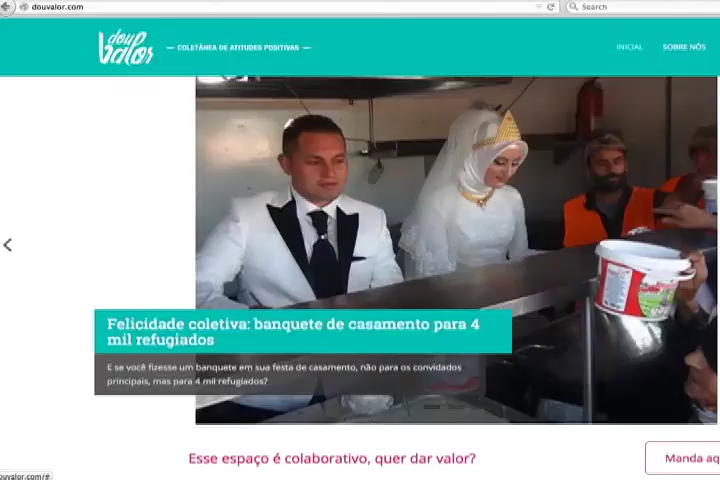 douvalor.com
Search
dou valor
— COLETÂNEA DE ATITUDES POSITIVAS —
INICIAL
SOBRE NÓS
Felicidade coletiva: banquete de casamento para 4
mil refugiados
E se você fizesse um banquete em sua festa de casamento, não para os convidados
principais, mas para 4 mil refugiados?
Esse espaço é colaborativo, quer dar valor?
Manda aq
ouvalor.com/#